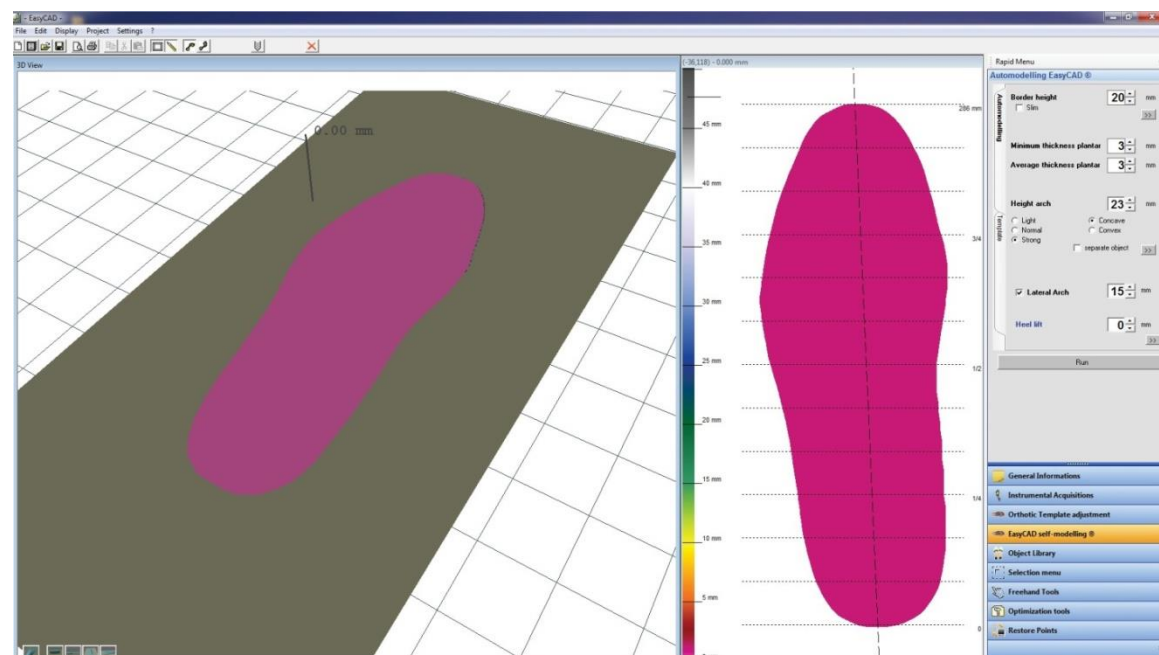 - EasyCAD -
File Edit Display Project Settings ?
3D View
0.00 mm
(-36,118) - 0.000 mm
45 mm
40 mm
35 mm
30 mm
25 mm
20 mm
15 mm
10 mm
5 mm
286 mm
3/4
1/2
1/4
0
Rapid Menu
Automodelling EasyCAD ®
Automodelling
Template
Border height 20 mm
Slim
>>
Minimum thickness plantar 3 mm
Average thickness plantar 3 mm
Height arch 23 mm
Light Concave
Normal Convex
Strong
separate object >>
Lateral Arch 15 mm
Heel lift 0 mm
>>
Run
General Informations
Instrumental Acquisitions
Orthotic Template adjustment
EasyCAD self-modelling ®
Object Library
Selection menu
Freehand Tools
Optimization tools
Restore Points